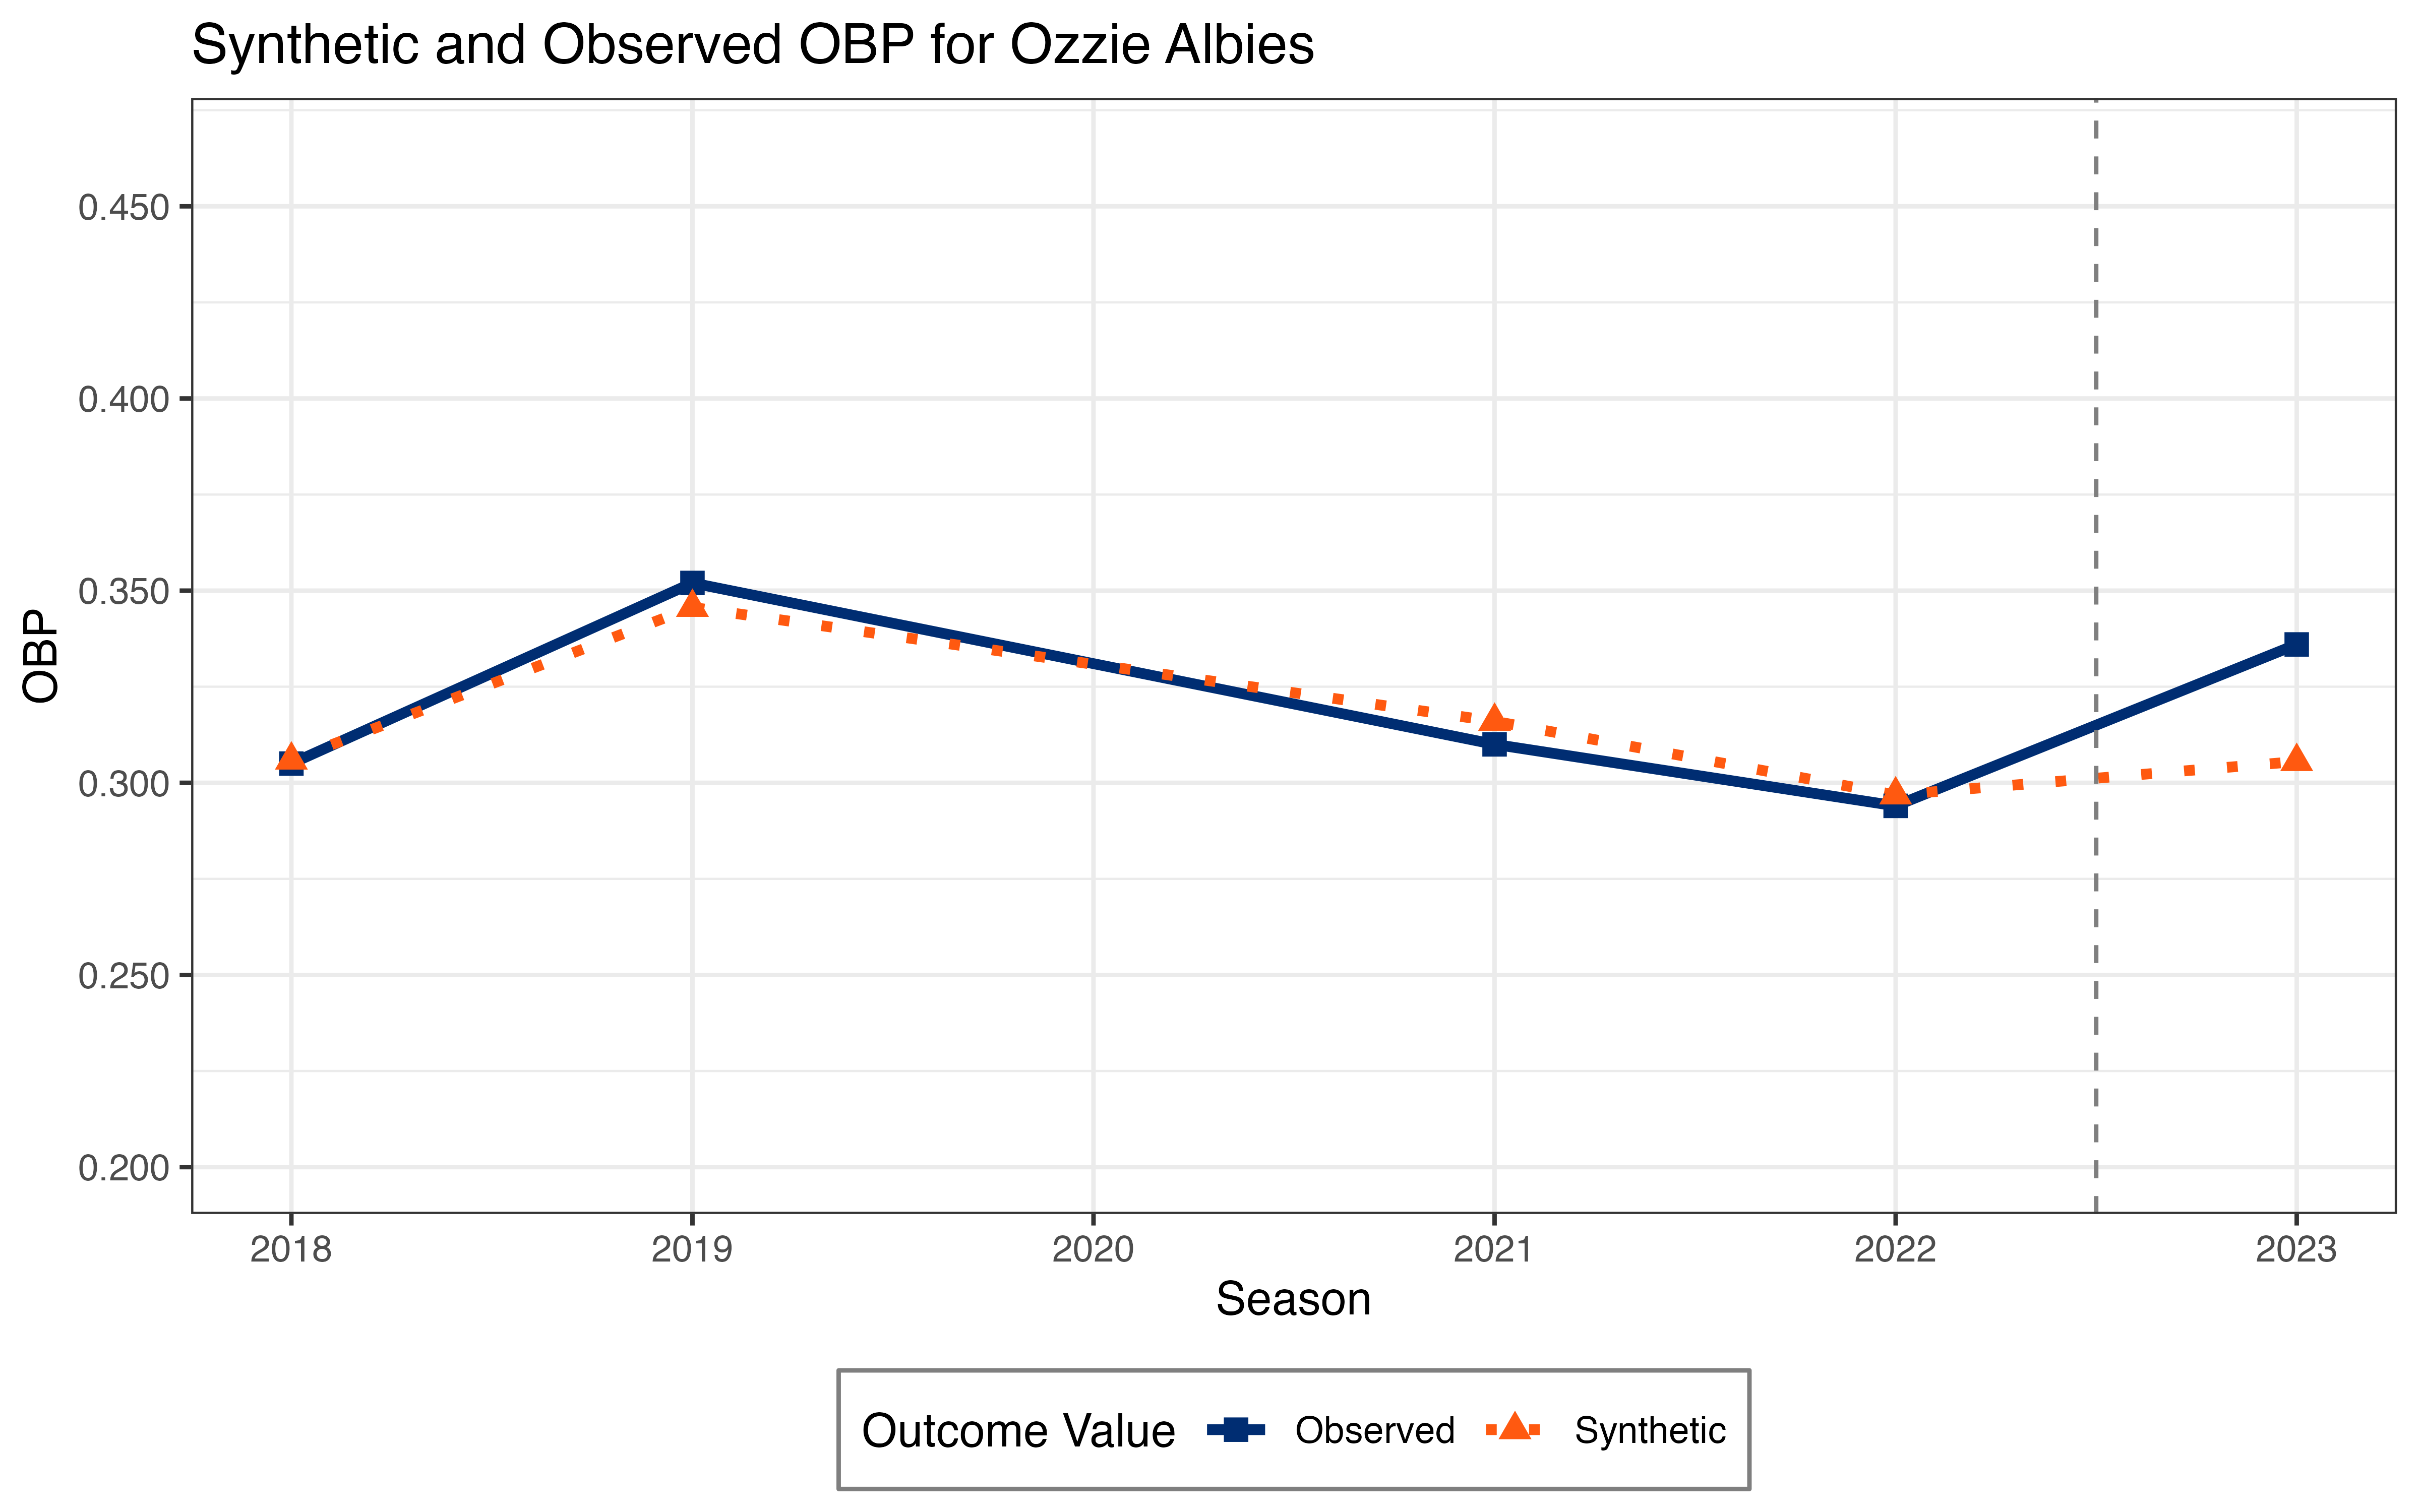 Synthetic and Observed OBP for Ozzie Albies
OBP
0.450
0.400
0.350
0.300
0.250
0.200
2018 2019 2020 2021 2022 2023
Season
Outcome Value Observed Synthetic